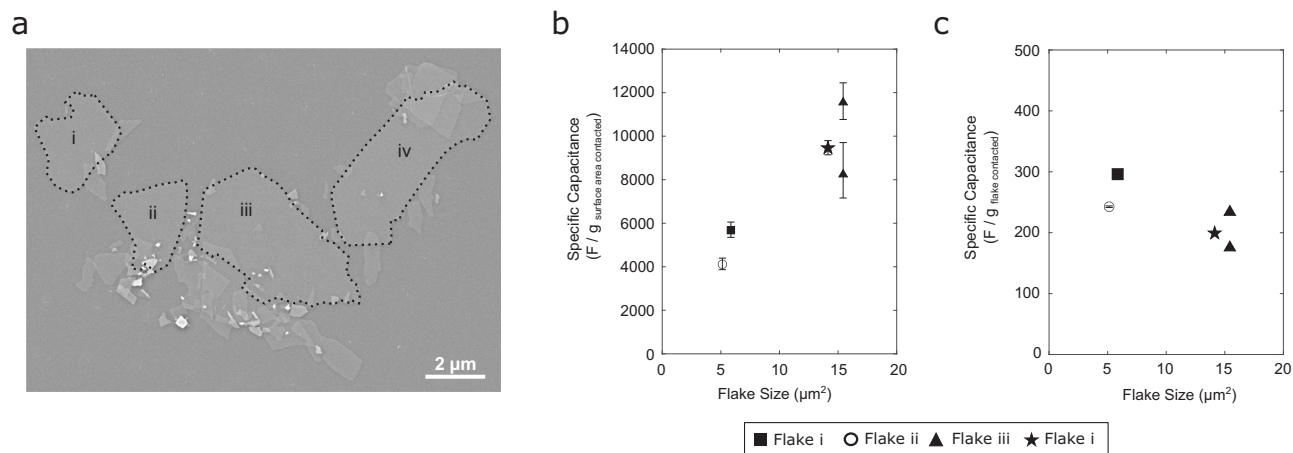 a
i
ii
iii
iv
2 µm
b
Specific Capacitance
(F / g surface area contacted)
14000
12000
10000
8000
6000
4000
2000
0
0 5 10 15 20
Flake Size (µm²)
c
Specific Capacitance
(F / g flake contacted)
500
400
300
200
100
0
0 5 10 15 20
Flake Size (µm²)
Flake i Flake ii Flake iii Flake i